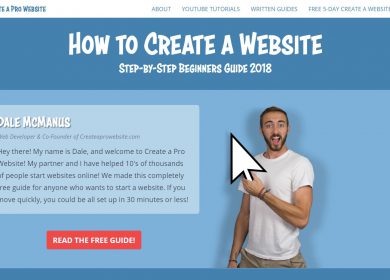 TE A PRO WEBSITE
ABOUT YOUTUBE TUTORIALS WRITTEN GUIDES FREE 5-DAY CREATE A WEBSITE
HOW TO CREATE A WEBSITE
STEP-BY-STEP BEGINNERS GUIDE 2018
DALE MCMANUS
Web Developer & Co-Founder of Createaprowebsite.com
Hey there! My name is Dale, and welcome to Create a Pro
Website! My partner and I have helped 10's of thousands
of people start websites online! We made this completely
free guide for anyone who wants to start a website. If you
move quickly, you could be all set up in 30 minutes or less!
READ THE FREE GUIDE!